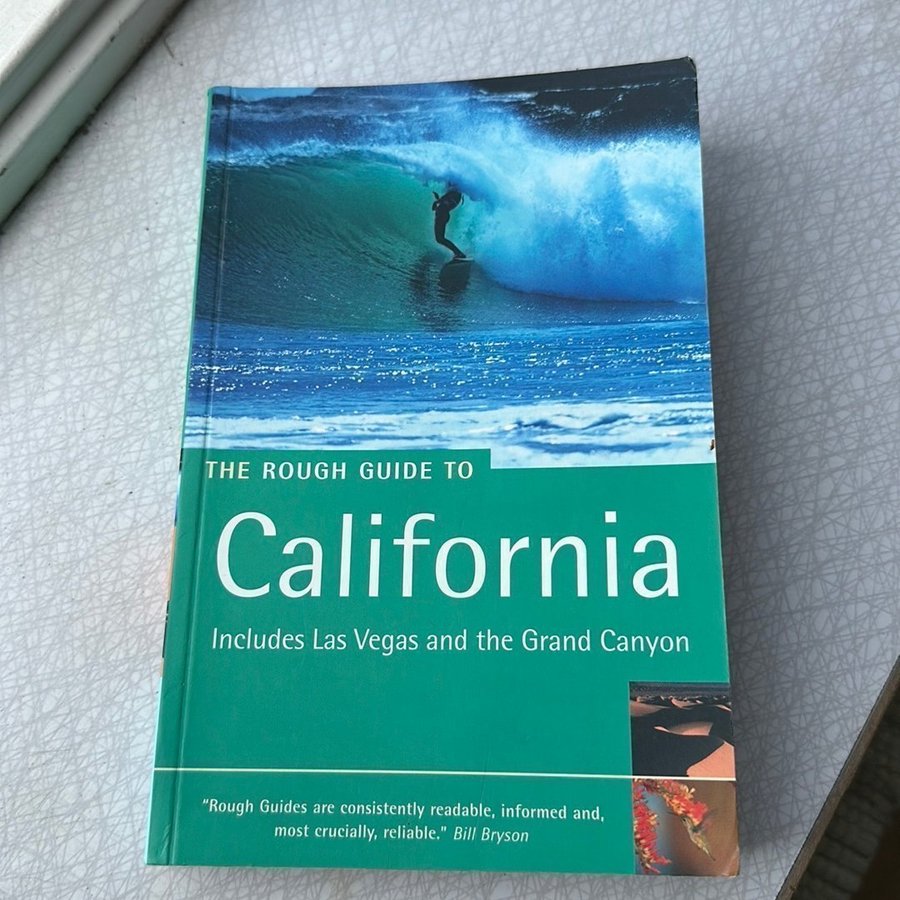 THE ROUGH GUIDE TO
California
Includes Las Vegas and the Grand Canyon
"Rough Guides are consistently readable, informed and,
most crucially, reliable." Bill Bryson